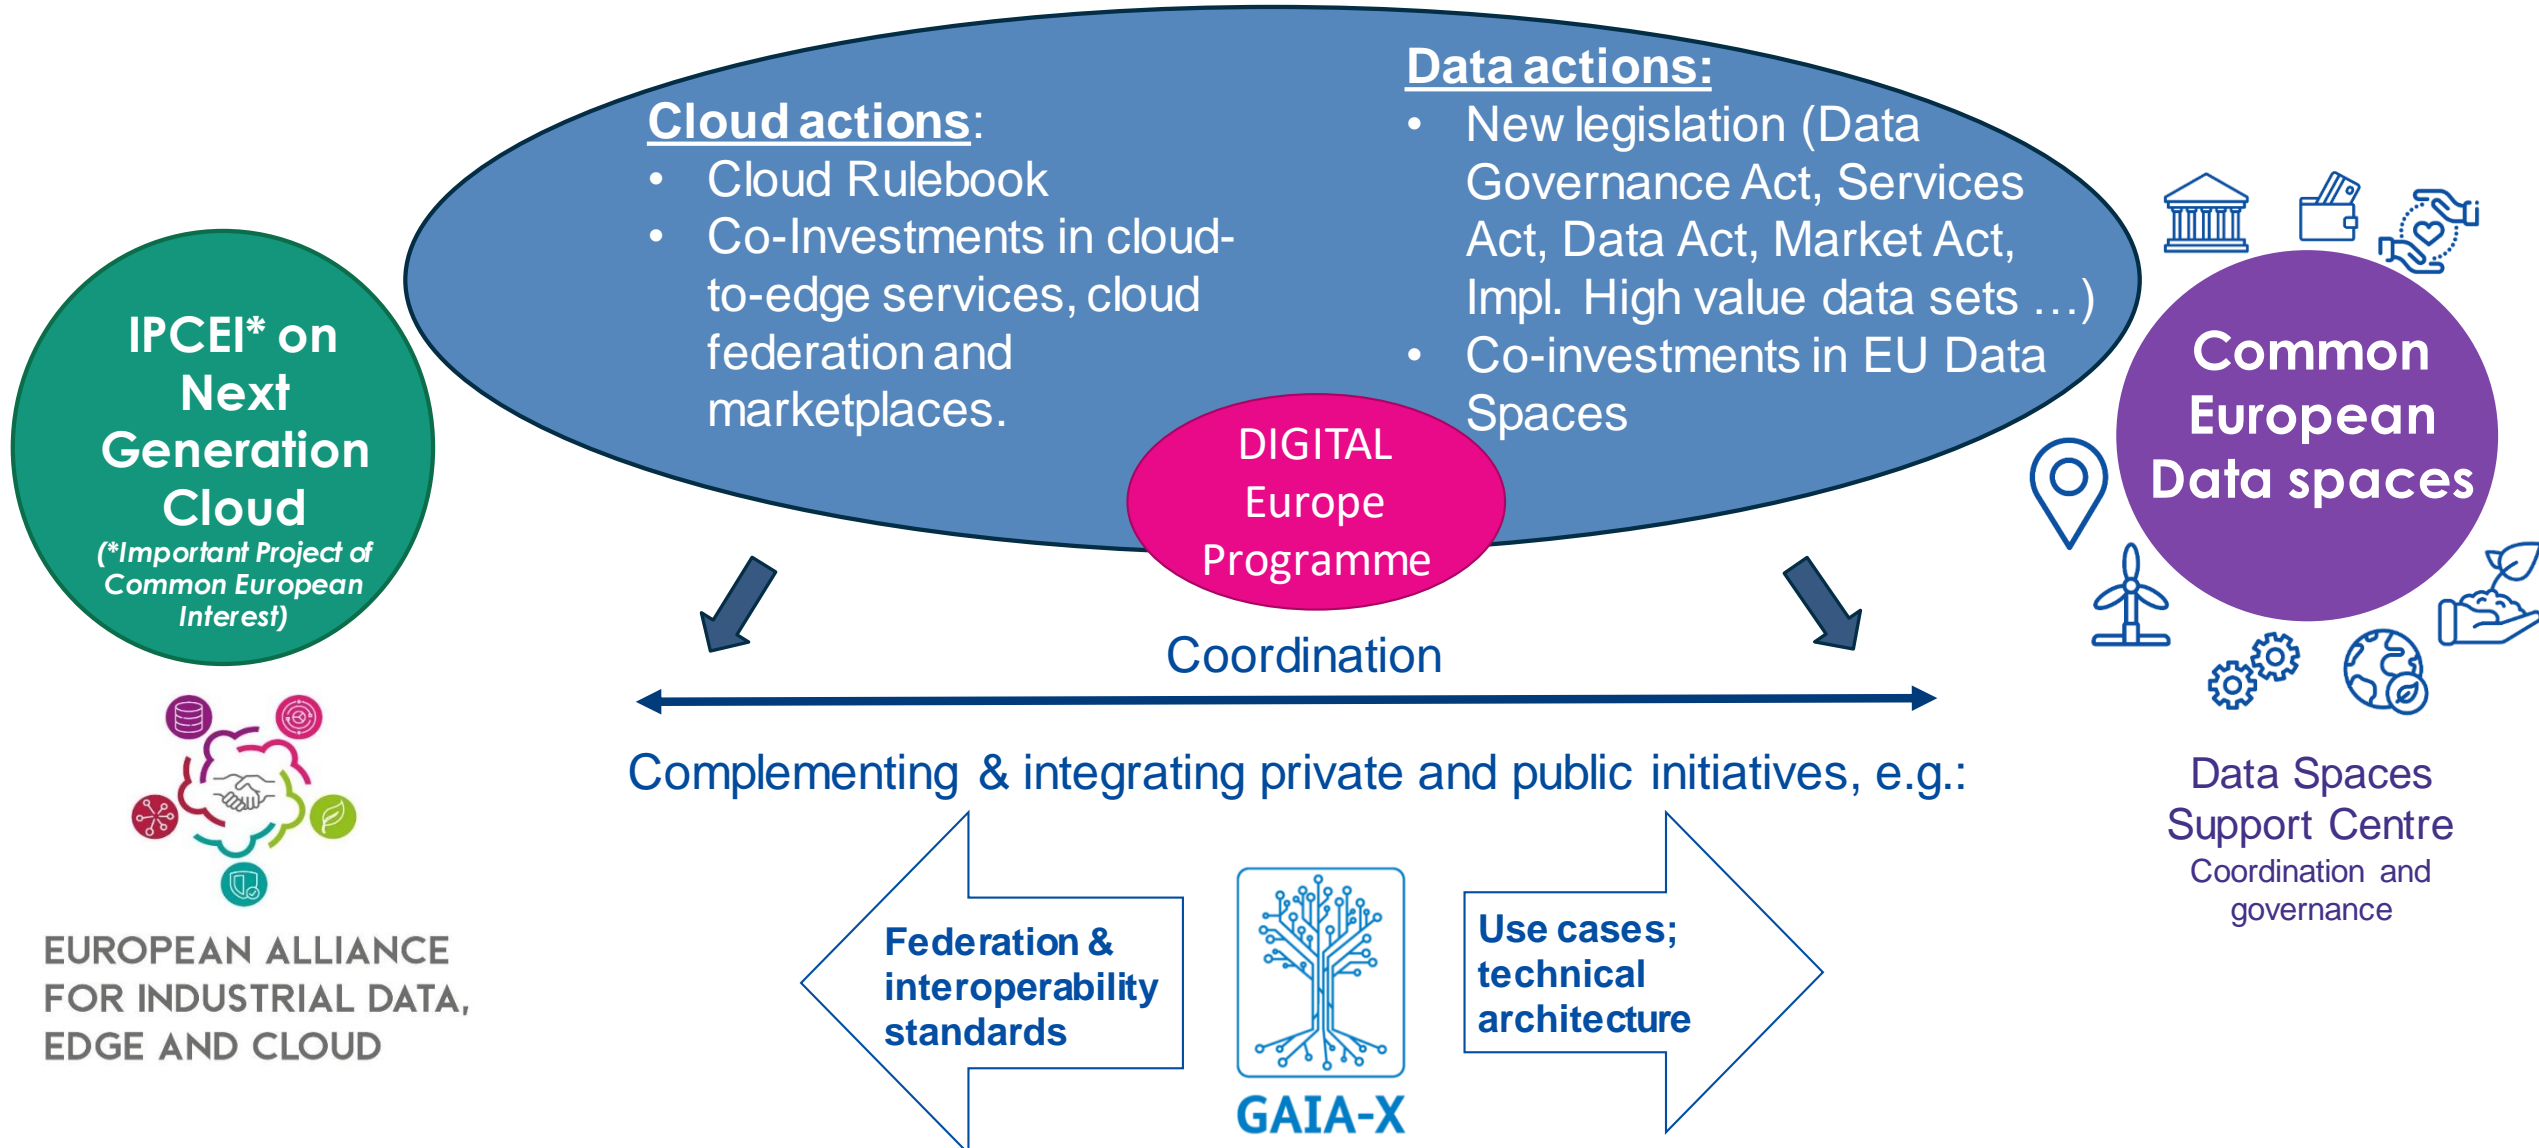 Cloud actions:
• Cloud Rulebook
• Co-Investments in cloud-
to-edge services, cloud
federation and
marketplaces.
Data actions:
• New legislation (Data
Governance Act, Services
Act, Data Act, Market Act,
Impl. High value data sets …)
• Co-investments in EU Data
Spaces
DIGITAL
Europe
Programme
IPCEI* on
Next
Generation
Cloud
(*Important Project of
Common European
Interest)
Common
European
Data spaces
Coordination
Complementing & integrating private and public initiatives, e.g.:
EUROPEAN ALLIANCE
FOR INDUSTRIAL DATA,
EDGE AND CLOUD
Federation &
interoperability
standards
GAIA-X
Use cases;
technical
architecture
Data Spaces
Support Centre
Coordination and
governance